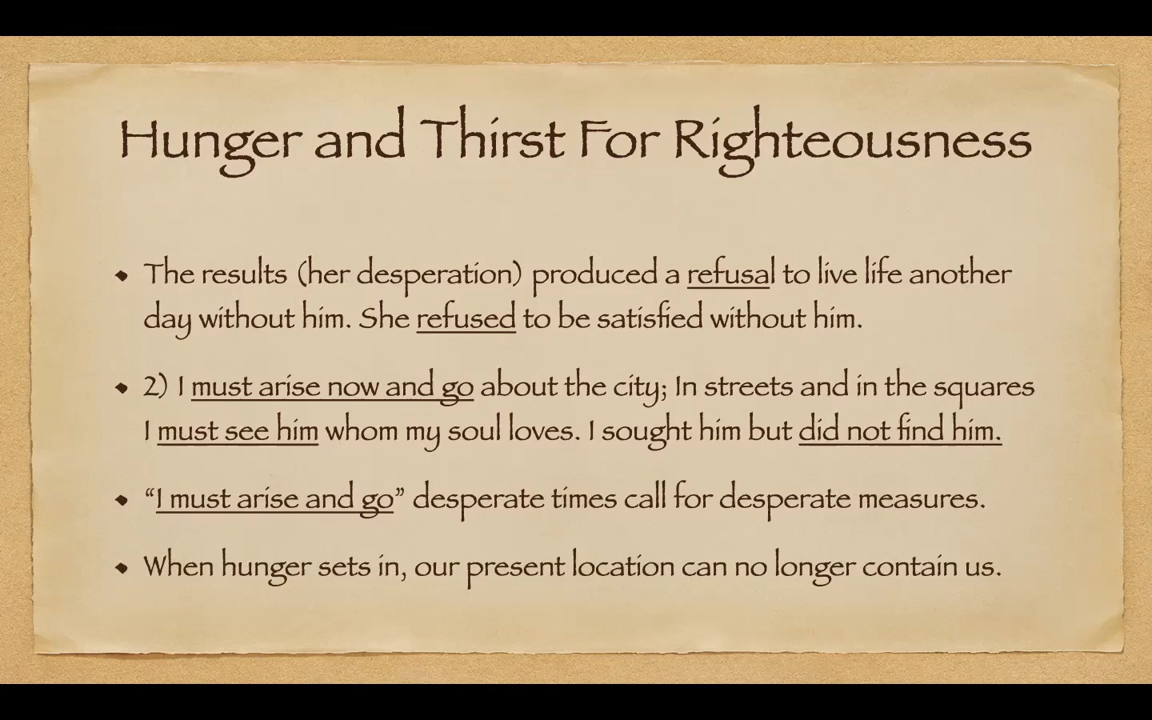 Hunger and Thirst For Righteousness
• The results (her desperation) produced a refusal to live life another
day without him. She refused to be satisfied without him.
• 2) I must arise now and go about the city; In streets and in the squares
I must see him whom my soul loves. I sought him but did not find him.
• “I must arise and go” desperate times call for desperate measures.
• When hunger sets in, our present location can no longer contain us.